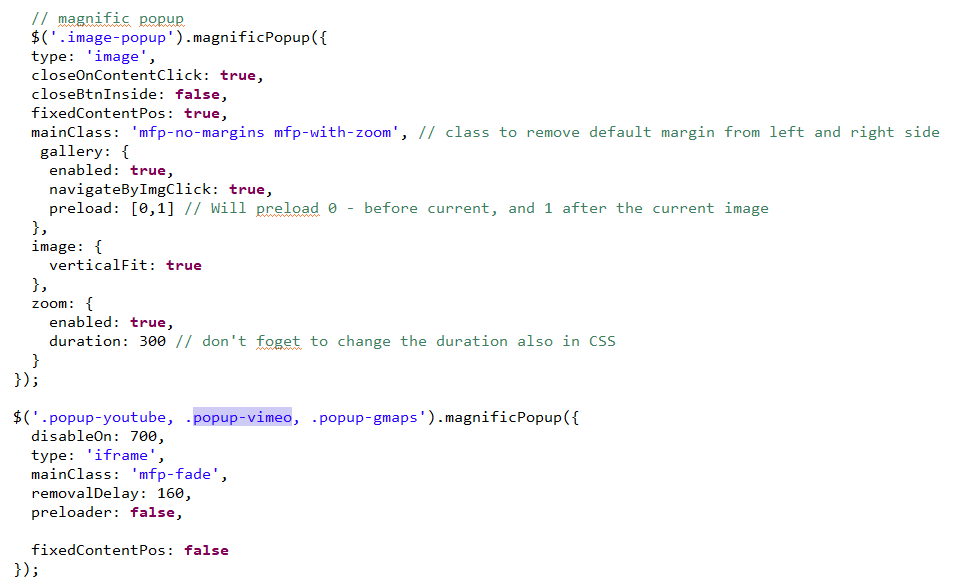 // magnific popup
$('.image-popup').magnificPopup({
type: 'image',
closeOnContentClick: true,
closeBtnInside: false,
fixedContentPos: true,
mainClass: 'mfp-no-margins mfp-with-zoom', // class to remove default margin from left and right side
gallery: {
enabled: true,
navigateByImgClick: true,
preload: [0,1] // Will preload 0 - before current, and 1 after the current image
},
image: {
verticalFit: true
},
zoom: {
enabled: true,
duration: 300 // don't foget to change the duration also in CSS
}
});
$('.popup-youtube, .popup-vimeo, .popup-gmaps').magnificPopup({
disableOn: 700,
type: 'iframe',
mainClass: 'mfp-fade',
removalDelay: 160,
preloader: false,
fixedContentPos: false
});